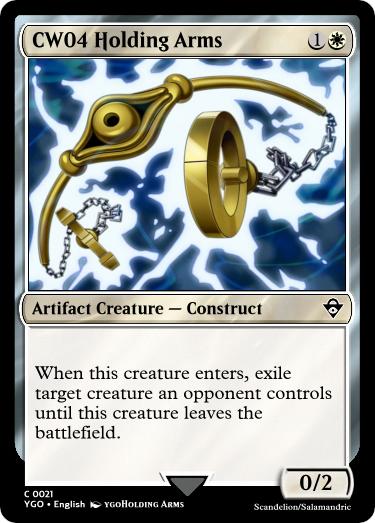 CW04 Holding Arms 1
Artifact Creature — Construct
When this creature enters, exile
target creature an opponent controls
until this creature leaves the
battlefield.
0/2
C 0021
YGO • English YGOHOLDING ARMS
Scandelion/Salamandric